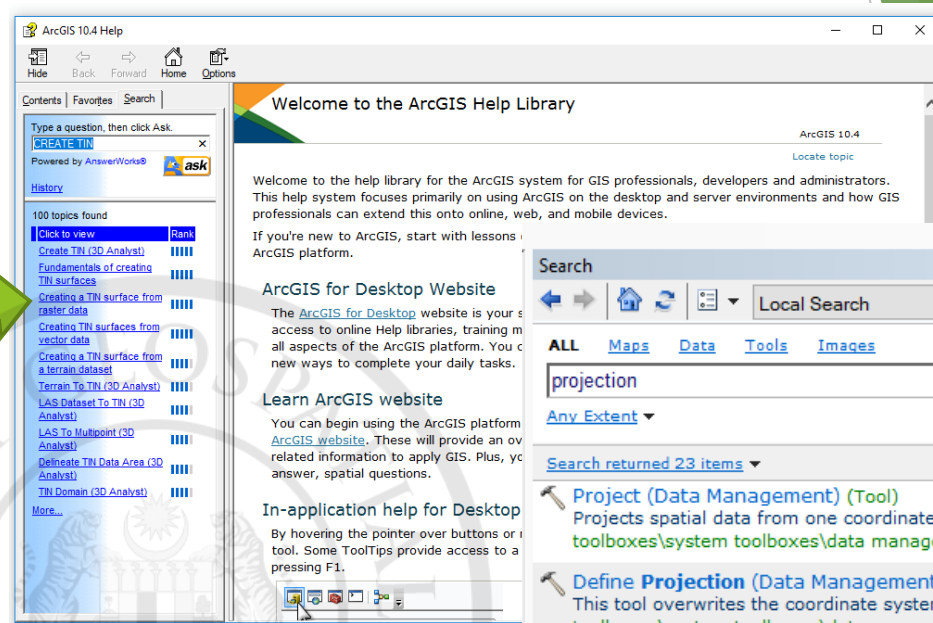 ArcGIS 10.4 Help
Hide Back Forward Home Options
Contents Favorites Search
Type a question, then click Ask.
CREATE TIN
Powered by AnswerWorks®
ask
History
100 topics found
Click to view Rank
Create TIN (3D Analyst)
Fundamentals of creating
TIN surfaces
Creating a TIN surface from
raster data
Creating TIN surfaces from
vector data
Creating a TIN surface from
a terrain dataset
Terrain To TIN (3D Analyst)
LAS Dataset To TIN (3D
Analyst)
LAS To Multipoint (3D
Analyst)
Delineate TIN Data Area (3D
Analyst)
TIN Domain (3D Analyst)
More...
Welcome to the ArcGIS Help Library
ArcGIS 10.4
Locate topic
Welcome to the help library for the ArcGIS system for GIS professionals, developers and administrators.
This help system focuses primarily on using ArcGIS on the desktop and server environments and how GIS
professionals can extend this onto online, web, and mobile devices.
If you're new to ArcGIS, start with lessons
ArcGIS platform.
ArcGIS for Desktop Website
The ArcGIS for Desktop website is your
access to online Help libraries, training
all aspects of the ArcGIS platform. You
new ways to complete your daily tasks.
Learn ArcGIS website
You can begin using the ArcGIS platform
ArcGIS website. These will provide an
related information to apply GIS. Plus,
answer, spatial questions.
In-application help for Desktop
By hovering the pointer over buttons or
tool. Some ToolTips provide access to a
pressing F1.
Search
Local Search
ALL Maps Data Tools Images
projection
Any Extent
Search returned 23 items
Project (Data Management) (Tool)
Projects spatial data from one coordinate
toolboxes\system toolboxes\data manag
Define Projection (Data Management
This tool overwrites the coordinate syste